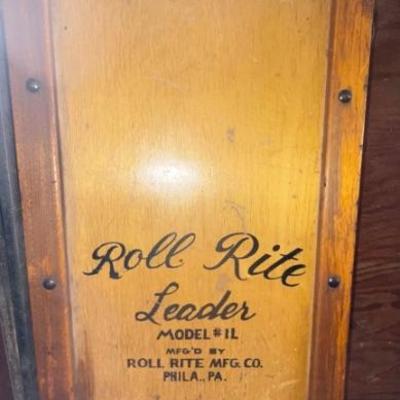 Roll Rite
Leader
MODEL #1L
MFG'D BY
ROLL RITE MFG. CO.
PHILA., PA.